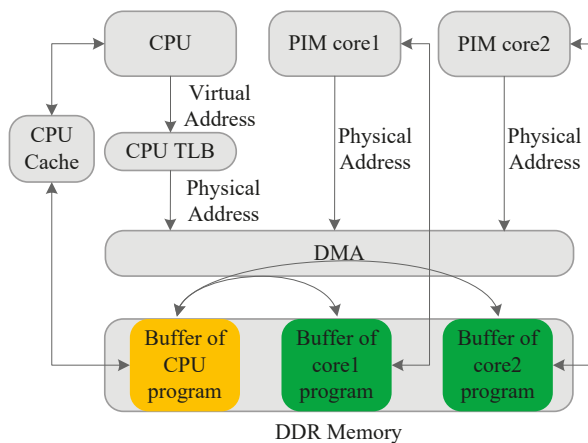 CPU
PIM core1
PIM core2
Virtual
Address
CPU
Cache
CPU TLB
Physical
Address
Physical
Address
Physical
Address
DMA
Buffer of
CPU
program
Buffer of
core1
program
Buffer of
core2
program
DDR Memory